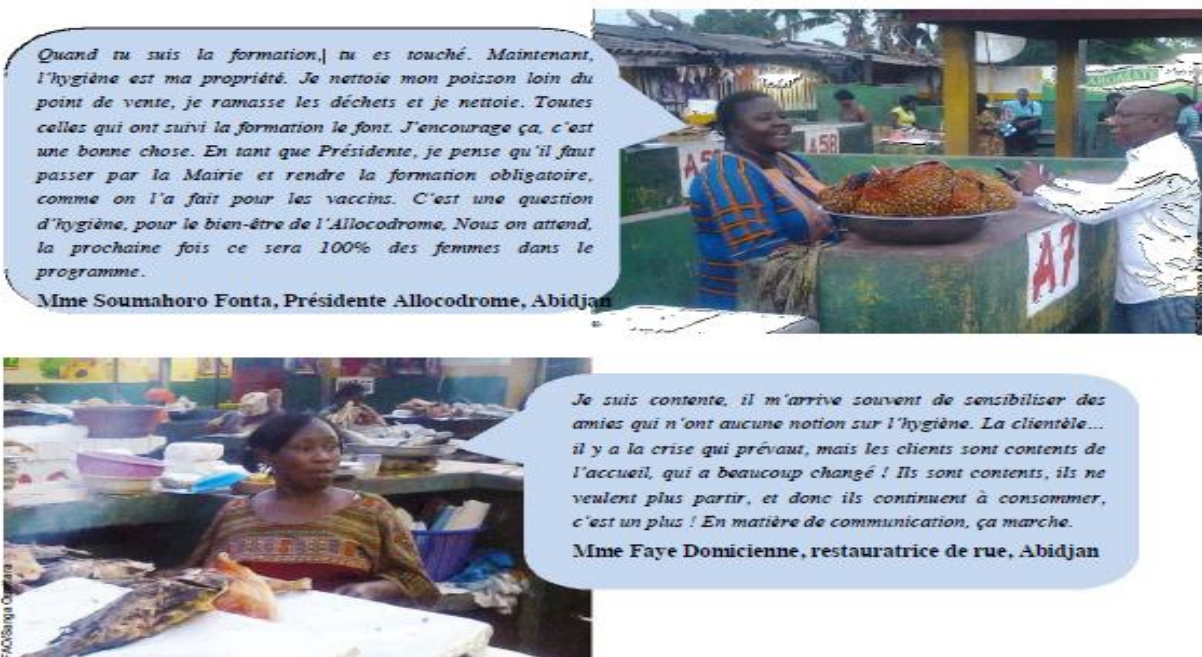 Quand tu suis la formation,| tu es touché. Maintenant,
l'hygiène est ma propriété. Je nettoie mon poisson loin du
point de vente, je ramasse les déchets et je nettoie. Toutes
celles qui ont suivi la formation le font. J'encourage ça, c'est
une bonne chose. En tant que Présidente, je pense qu'il faut
passer par la Mairie et rendre la formation obligatoire,
comme on l'a fait pour les vaccins. C'est une question
d'hygiène, pour le bien-être de l'Allocodrome, Nous on attend,
la prochaine fois ce sera 100% des femmes dans le
programme.
Mme Soumahoro Fonta, Présidente Allocodrome, Abidjan
A58
A7
Je suis contente, il m'arrive souvent de sensibiliser des
amies qui n'ont aucune notion sur l'hygiène. La clientèle...
il y a la crise qui prévaut, mais les clients sont contents de
l'accueil, qui a beaucoup changé ! Ils sont contents, ils ne
veulent plus partir, et donc ils continuent à consommer,
c'est un plus ! En matière de communication, ça marche.
Mme Faye Domicienne, restauratrice de rue, Abidjan